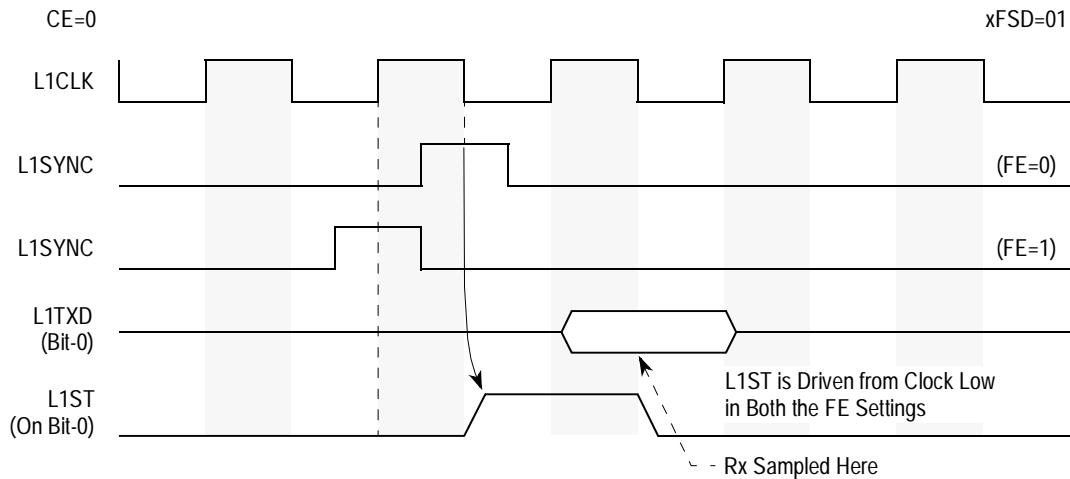 CE=0
xFSD=01
L1CLK
L1SYNC
(FE=0)
L1SYNC
(FE=1)
L1TXD
(Bit-0)
L1ST
(On Bit-0)
L1ST is Driven from Clock Low
in Both the FE Settings
Rx Sampled Here